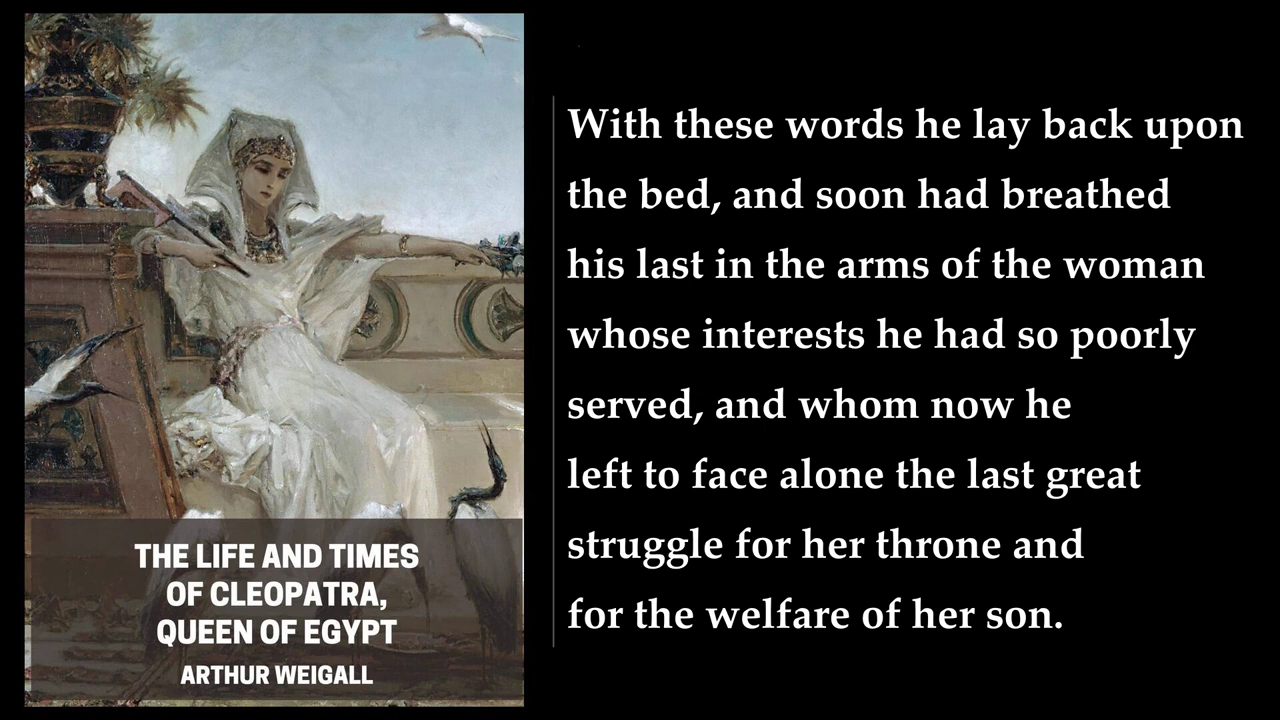 THE LIFE AND TIMES
OF CLEOPATRA,
QUEEN OF EGYPT
ARTHUR WEIGALL
With these words he lay back upon
the bed, and soon had breathed
his last in the arms of the woman
whose interests he had so poorly
served, and whom now he
left to face alone the last great
struggle for her throne and
for the welfare of her son.